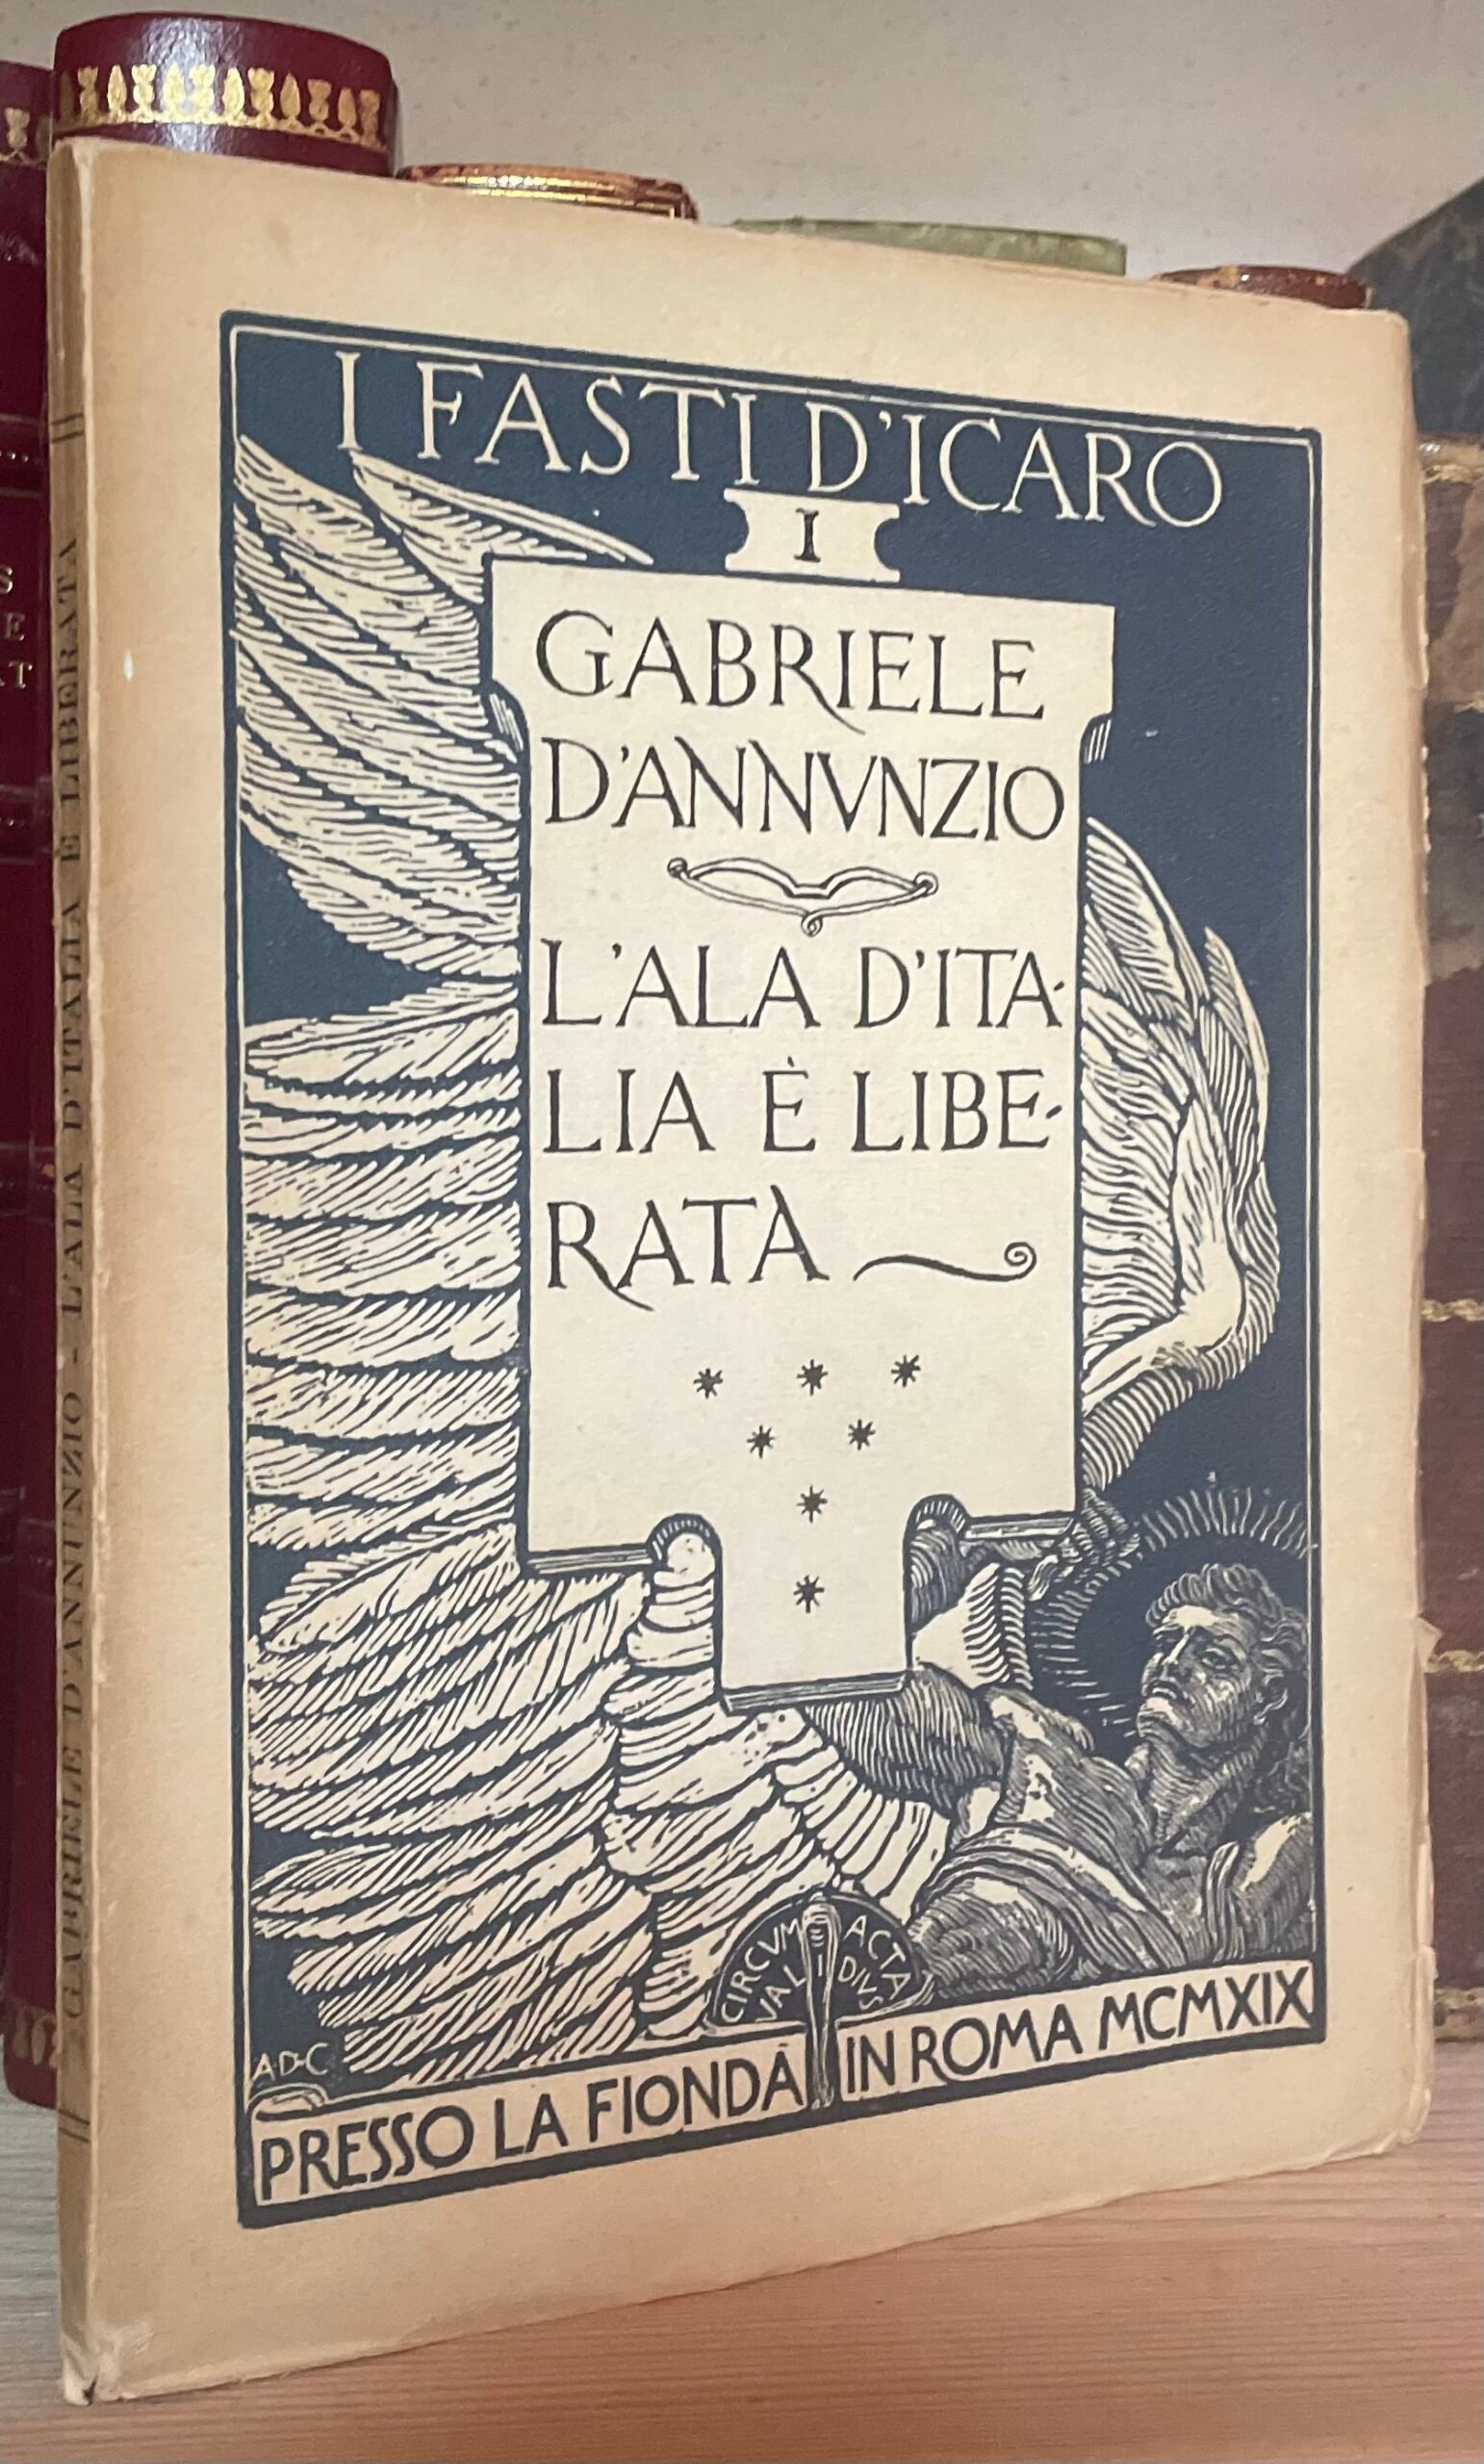 I FASTI D'ICARO
I
GABRIELE
D'ANNVNZIO
L'ALA D'ITA-
LIA È LIBE-
RATA
CIRCVM ACTA
VALIDIVS
A·D·C
PRESSO LA FIONDA IN ROMA MCMXIX
GABRIELE D'ANNUNZIO - L'ALA D'ITALIA È LIBERATA
S
E
AT